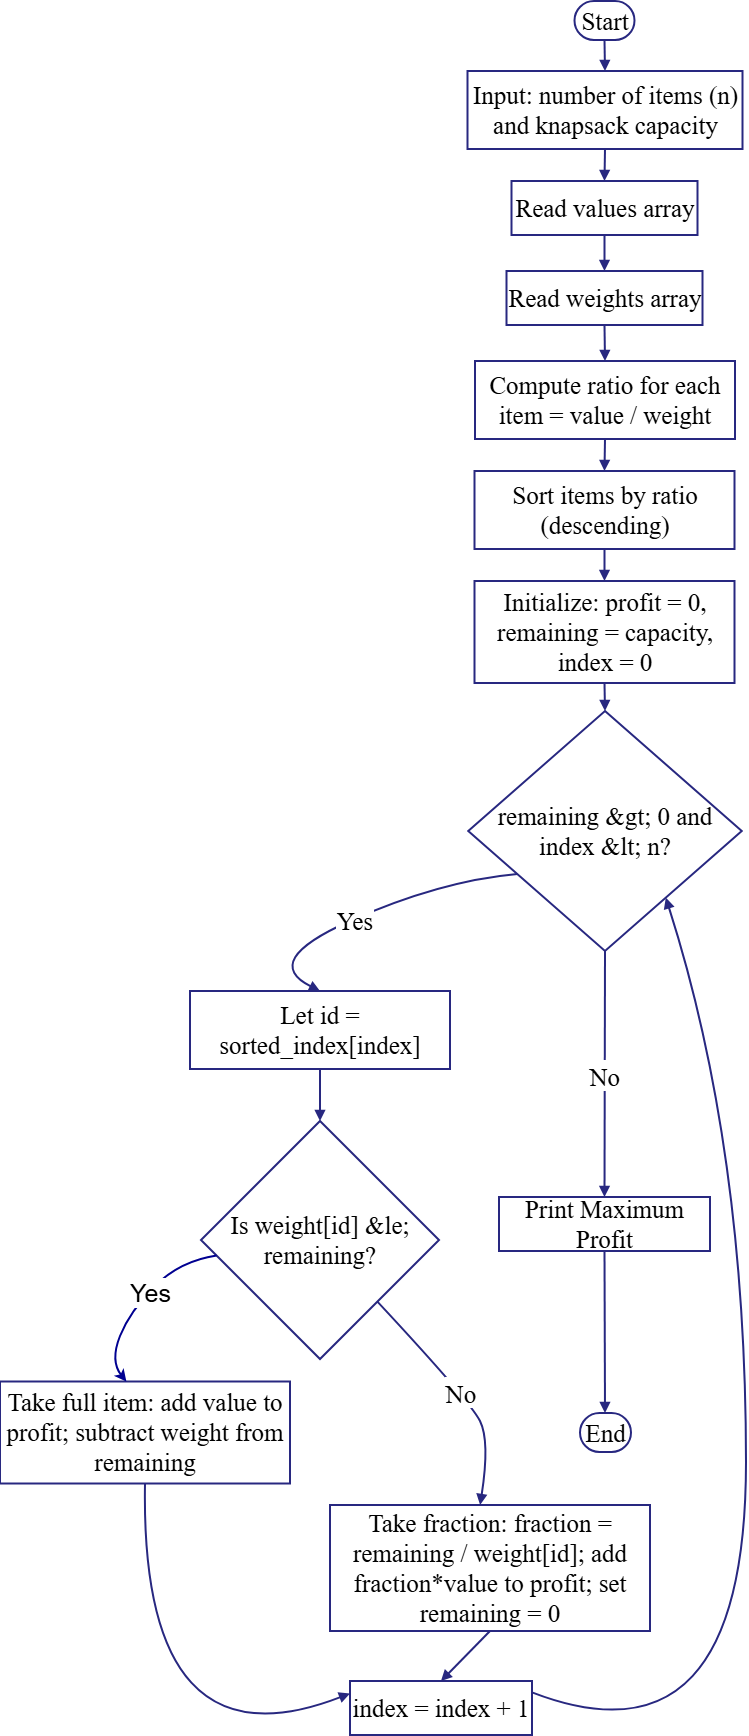 Start
Input: number of items (n)
and knapsack capacity
Read values array
Read weights array
Compute ratio for each
item = value / weight
Sort items by ratio
(descending)
Initialize: profit = 0,
remaining = capacity,
index = 0
remaining &gt; 0 and
index &lt; n?
Yes
Let id =
sorted_index[index]
No
Is weight[id] &le;
remaining?
Print Maximum
Profit
Yes
Take full item: add value to
profit; subtract weight from
remaining
No
End
Take fraction: fraction =
remaining / weight[id]; add
fraction*value to profit; set
remaining = 0
index = index + 1